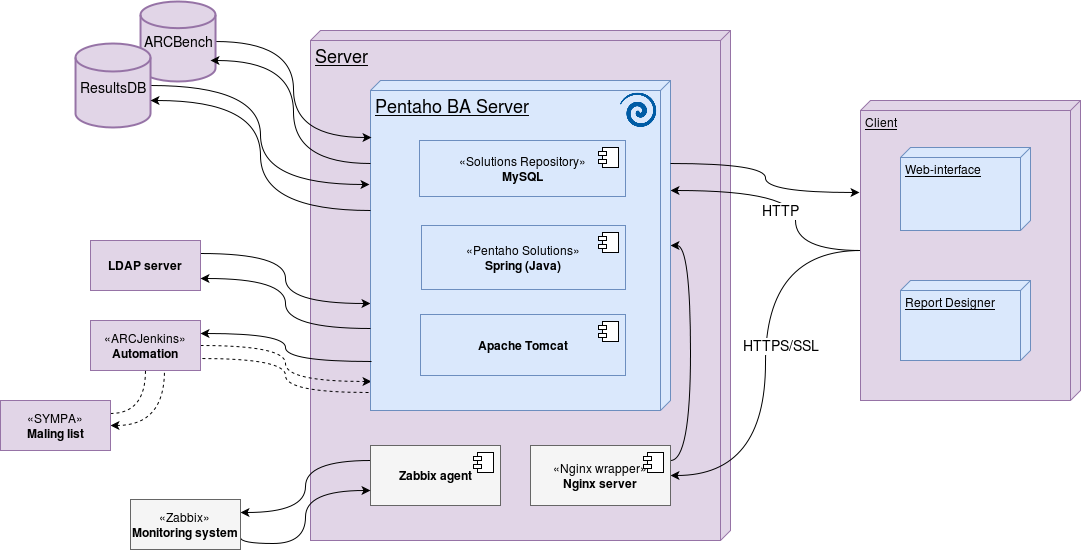 ARCBench
ResultsDB
Server
Pentaho BA Server
«Solutions Repository»
MySQL
«Pentaho Solutions»
Spring (Java)
Apache Tomcat
LDAP server
«ARCJenkins»
Automation
«SYMPA»
Maling list
Zabbix agent
«Nginx wrapper»
Nginx server
«Zabbix»
Monitoring system
HTTP
HTTPS/SSL
Client
Web-interface
Report Designer